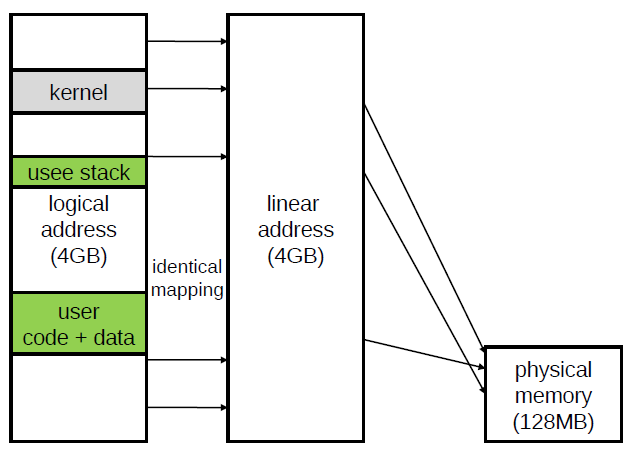 kernel
usee stack
logical
address
(4GB)
user
code + data
identical
mapping
linear
address
(4GB)
physical
memory
(128MB)